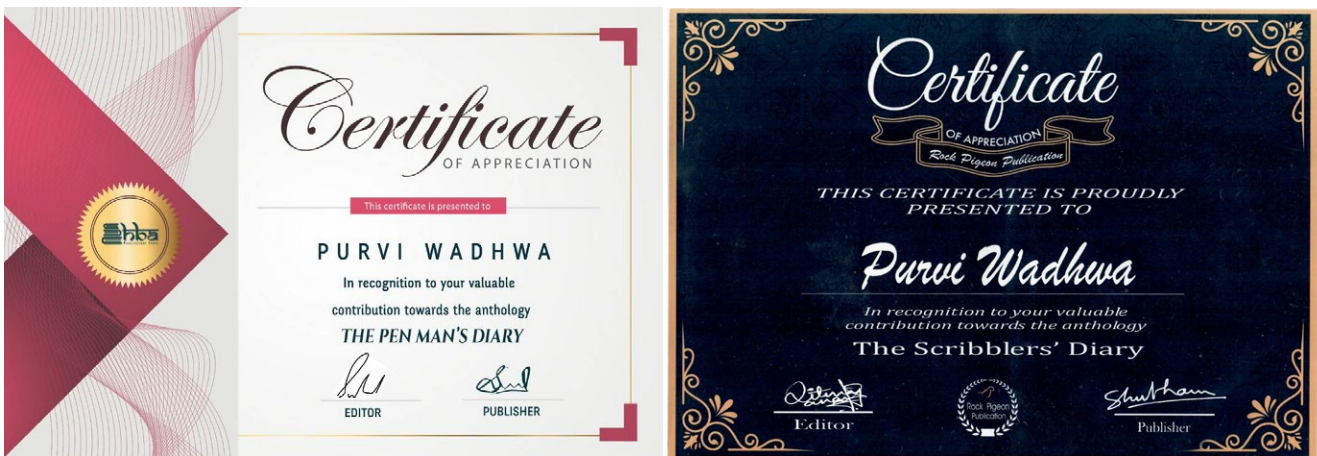 Certificate
OF APPRECIATION
This certificate is presented to
hba
PURVI WADHWA
In recognition to your valuable
contribution towards the anthology
THE PEN MAN'S DIARY
EDITOR
PUBLISHER
Certificate
OF APPRECIATION
Rock Pigeon Publication
THIS CERTIFICATE IS PROUDLY
PRESENTED TO
Purvi Wadhwa
In recognition to your valuable
contribution towards the anthology
The Scribblers' Diary
Rock Pigeon
Publication
Shubham
Editor
Publisher